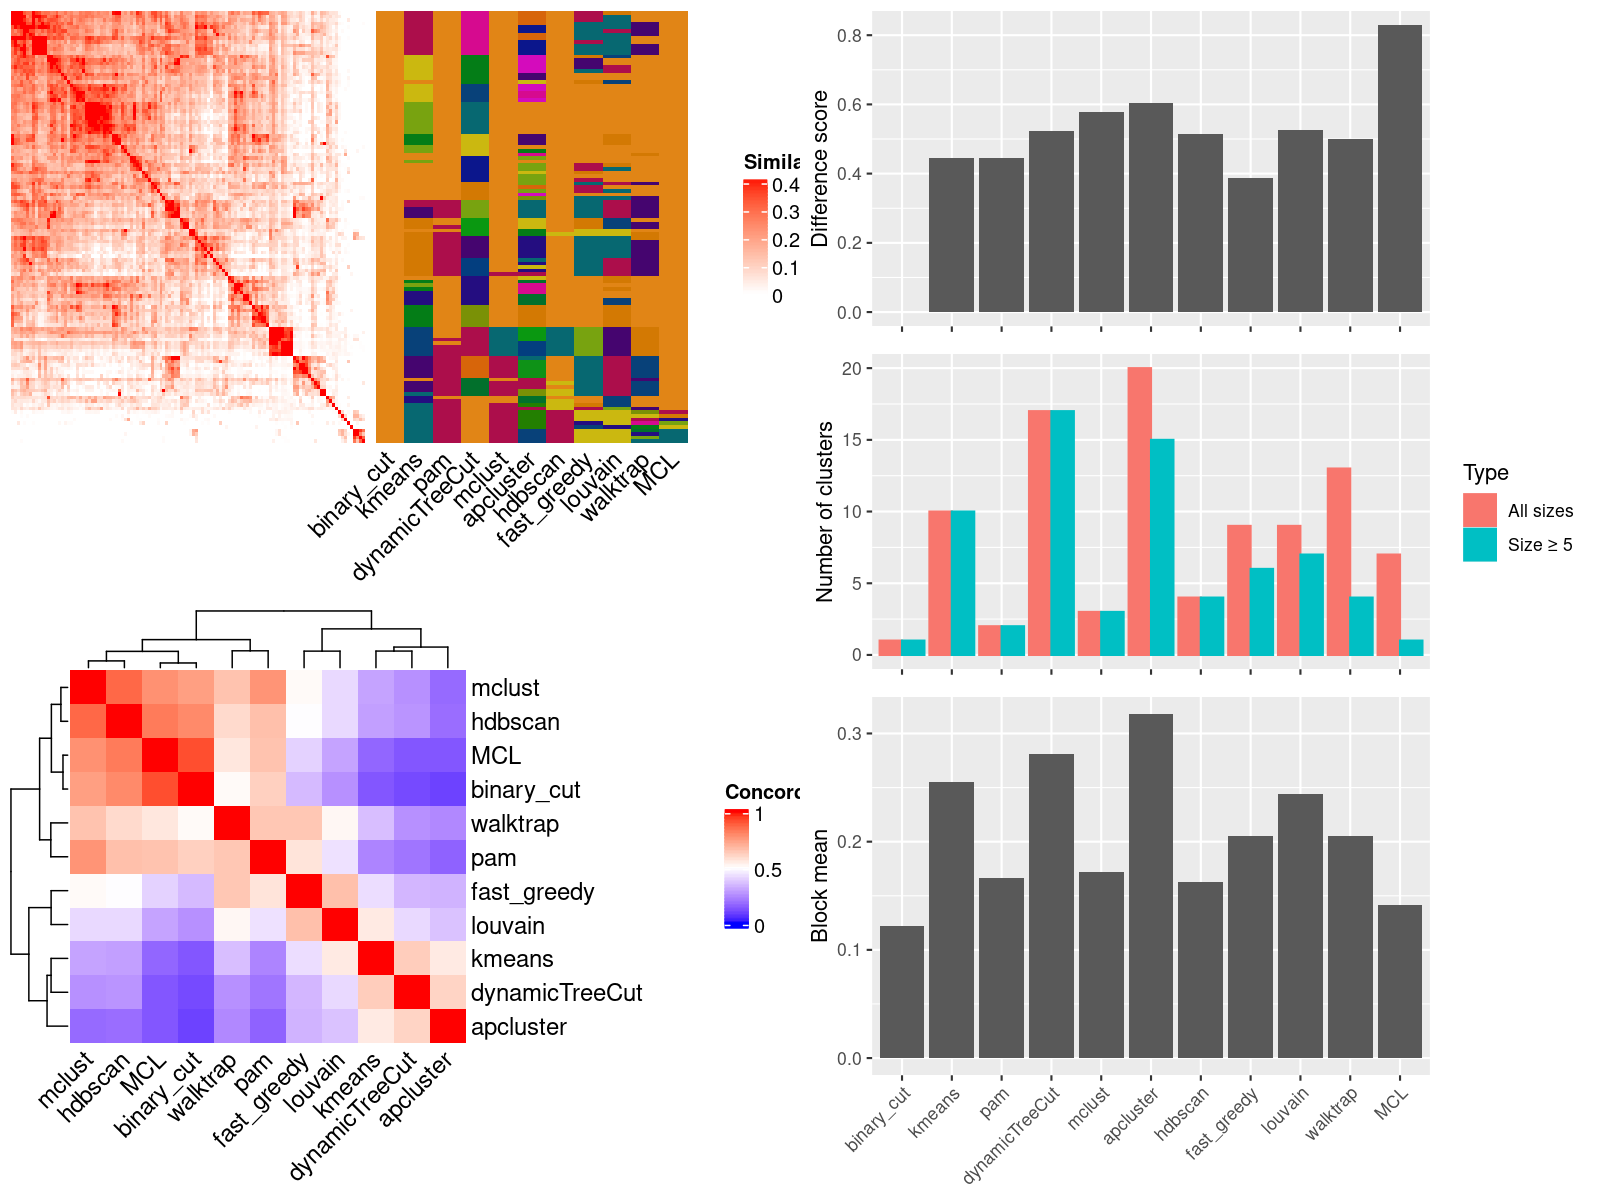 Simila
0.4
0.3
0.2
0.1
0
binary_cut
kmeans
pam
dynamicTreeCut
mclust
apcluster
hdbscan
fast_greedy
louvain
walktrap
MCL
mclust
hdbscan
MCL
binary_cut
walktrap
pam
fast_greedy
louvain
kmeans
dynamicTreeCut
apcluster
mclust
hdbscan
MCL
binary_cut
walktrap
pam
fast_greedy
louvain
kmeans
dynamicTreeCut
apcluster
Concord
1
0.5
0
Difference score
0.8
0.6
0.4
0.2
0.0
Number of clusters
20
15
10
5
0
Type
All sizes
Size ≥ 5
Block mean
0.3
0.2
0.1
0.0
binary_cut
kmeans
pam
dynamicTreeCut
mclust
apcluster
hdbscan
fast_greedy
louvain
walktrap
MCL